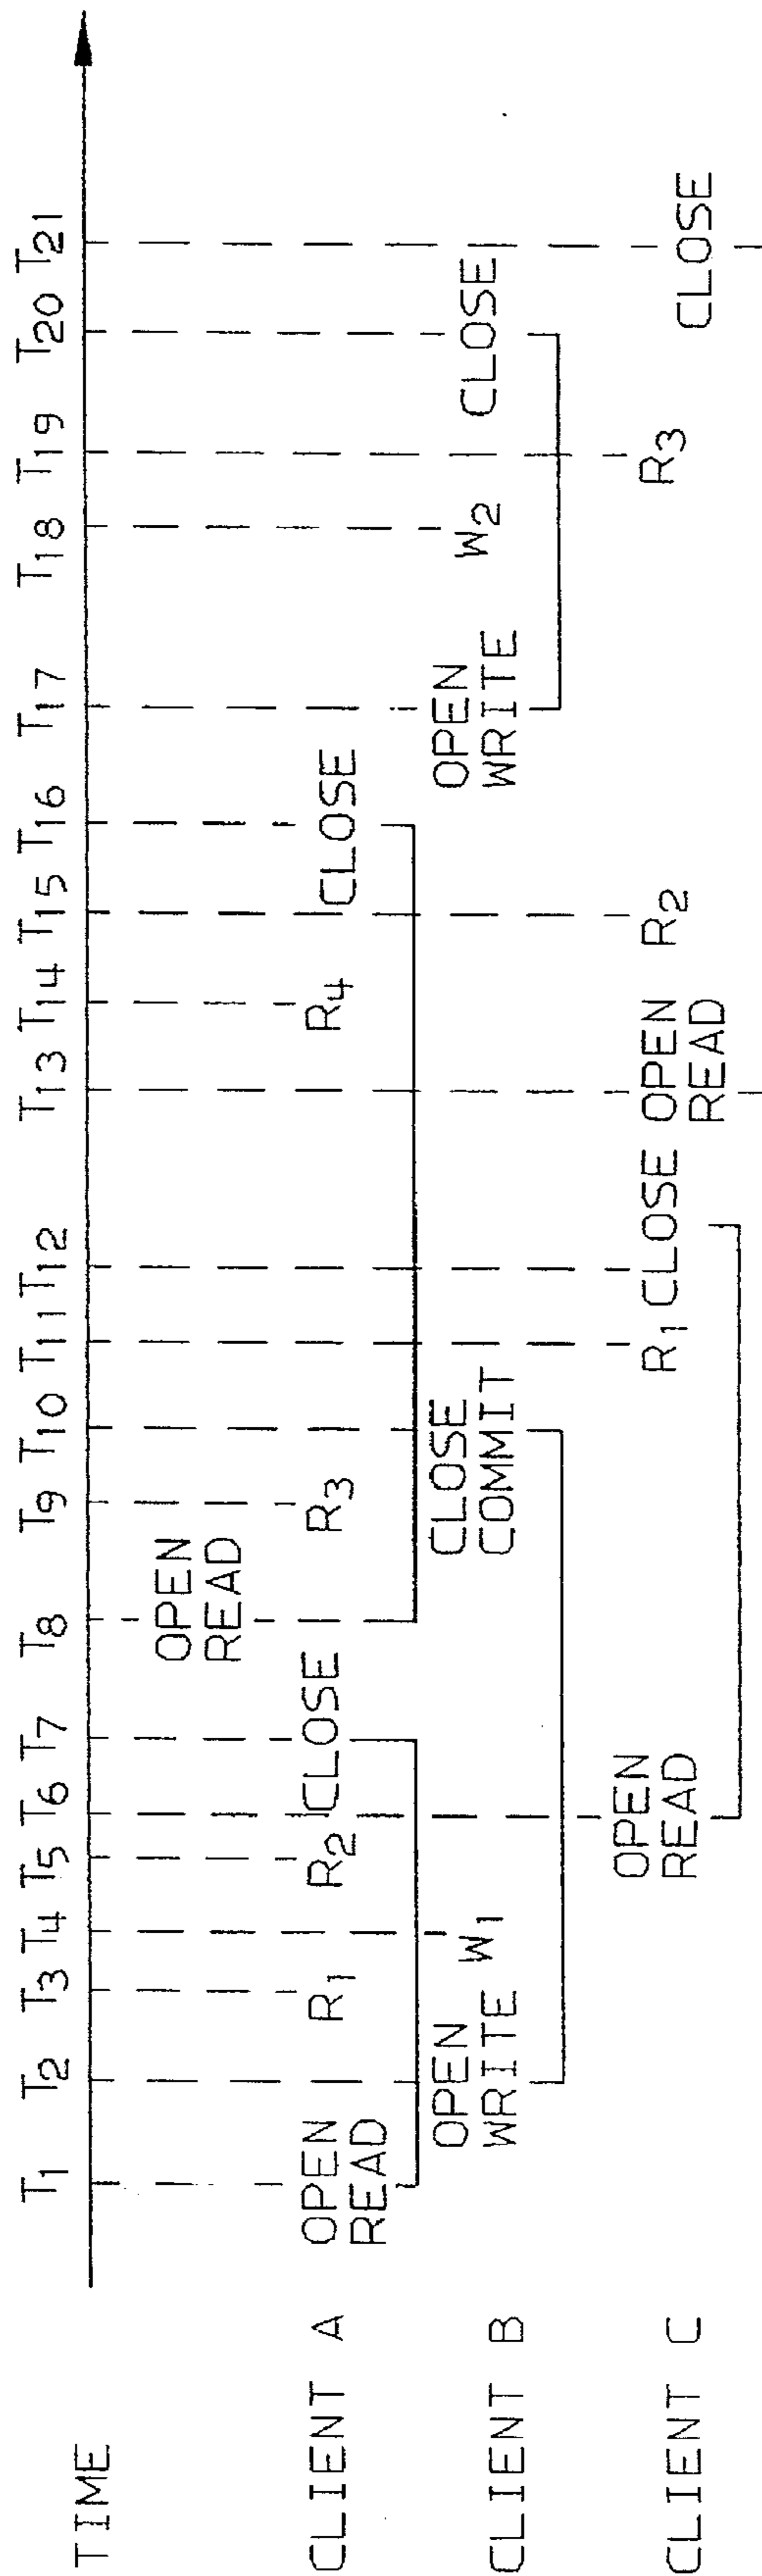 TIME
T1 T2 T3 T4 T5 T6 T7 T8 T9 T10 T11 T12 T13 T14 T15 T16 T17 T18 T19 T20 T21
OPEN
READ
CLIENT A
OPEN
READ
R1
R2
CLOSE
R3
R4
CLOSE
CLIENT B
OPEN
WRITE
W1
CLOSE
COMMIT
OPEN
WRITE
W2
CLOSE
CLIENT C
OPEN
READ
R1
CLOSE
OPEN
READ
R2
R3
CLOSE